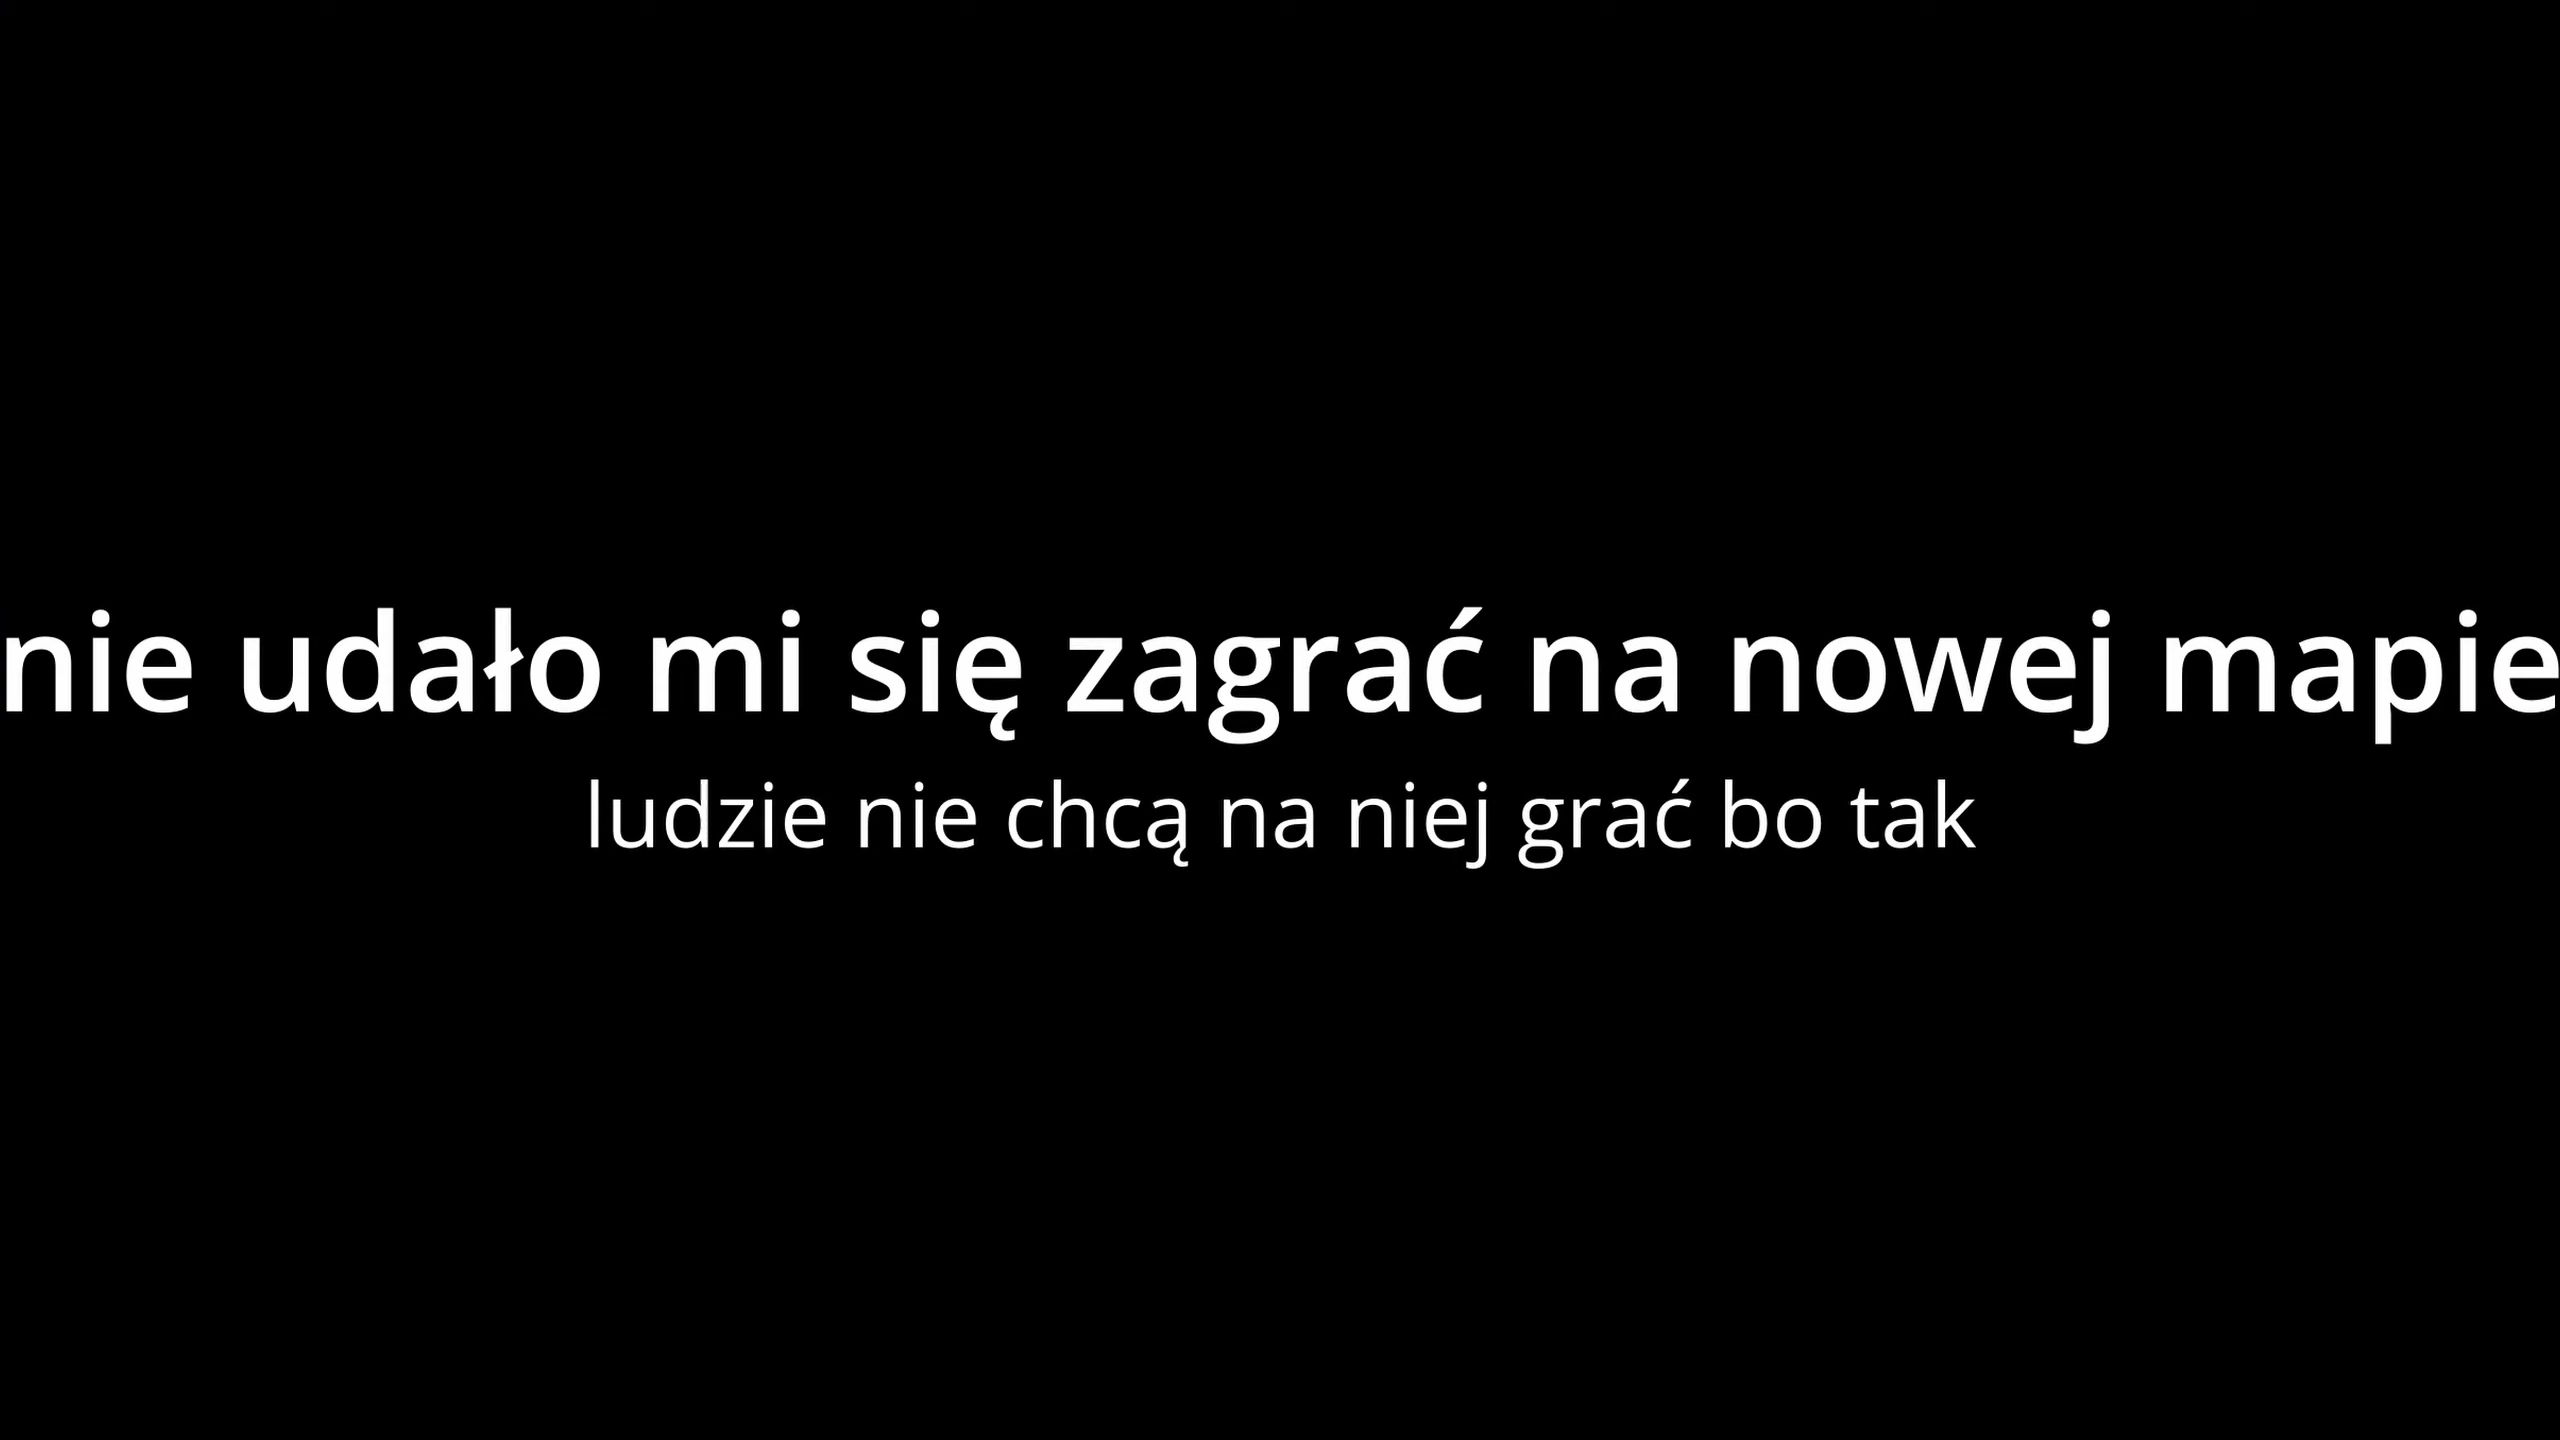 nie udało mi się zagrać na nowej mapie
ludzie nie chcą na niej grać bo tak